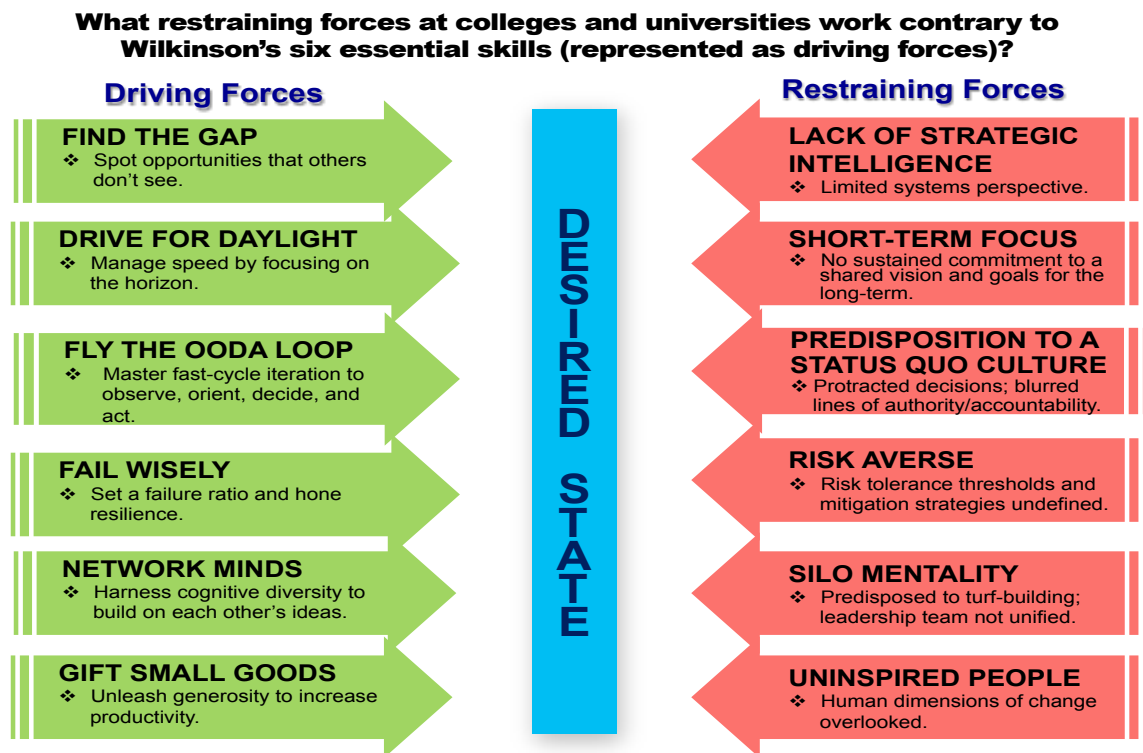 What restraining forces at colleges and universities work contrary to
Wilkinson's six essential skills (represented as driving forces)?
Driving Forces
FIND THE GAP
❖ Spot opportunities that others
don't see.
DRIVE FOR DAYLIGHT
❖ Manage speed by focusing on
the horizon.
FLY THE OODA LOOP
❖ Master fast-cycle iteration to
observe, orient, decide, and
act.
FAIL WISELY
❖ Set a failure ratio and hone
resilience.
NETWORK MINDS
❖ Harness cognitive diversity to
build on each other's ideas.
GIFT SMALL GOODS
❖ Unleash generosity to increase
productivity.
DESIRED STATE
Restraining Forces
LACK OF STRATEGIC
INTELLIGENCE
❖ Limited systems perspective.
SHORT-TERM FOCUS
❖ No sustained commitment to a
shared vision and goals for the
long-term.
PREDISPOSITION TO A
STATUS QUO CULTURE
❖ Protracted decisions; blurred
lines of authority/accountability.
RISK AVERSE
❖ Risk tolerance thresholds and
mitigation strategies undefined.
SILO MENTALITY
❖ Predisposed to turf-building;
leadership team not unified.
UNINSPIRED PEOPLE
❖ Human dimensions of change
overlooked.